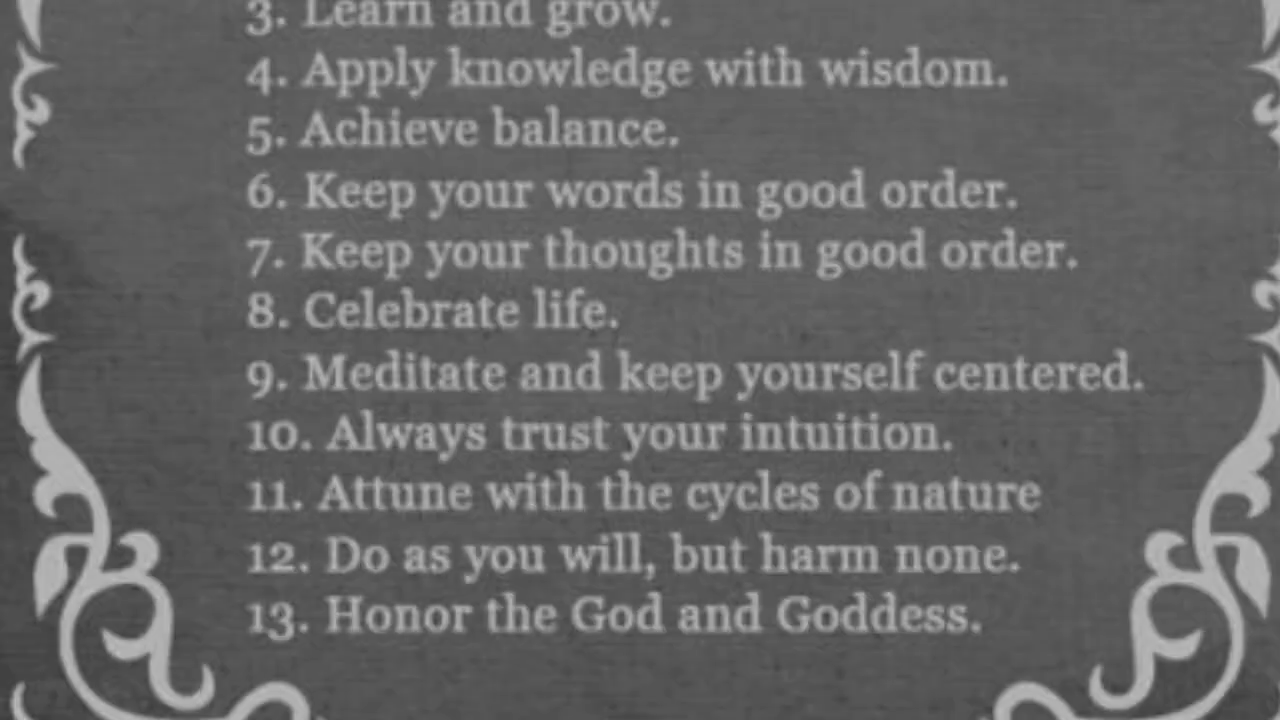 3. Learn and grow.
4. Apply knowledge with wisdom.
5. Achieve balance.
6. Keep your words in good order.
7. Keep your thoughts in good order.
8. Celebrate life.
9. Meditate and keep yourself centered.
10. Always trust your intuition.
11. Attune with the cycles of nature
12. Do as you will, but harm none.
13. Honor the God and Goddess.